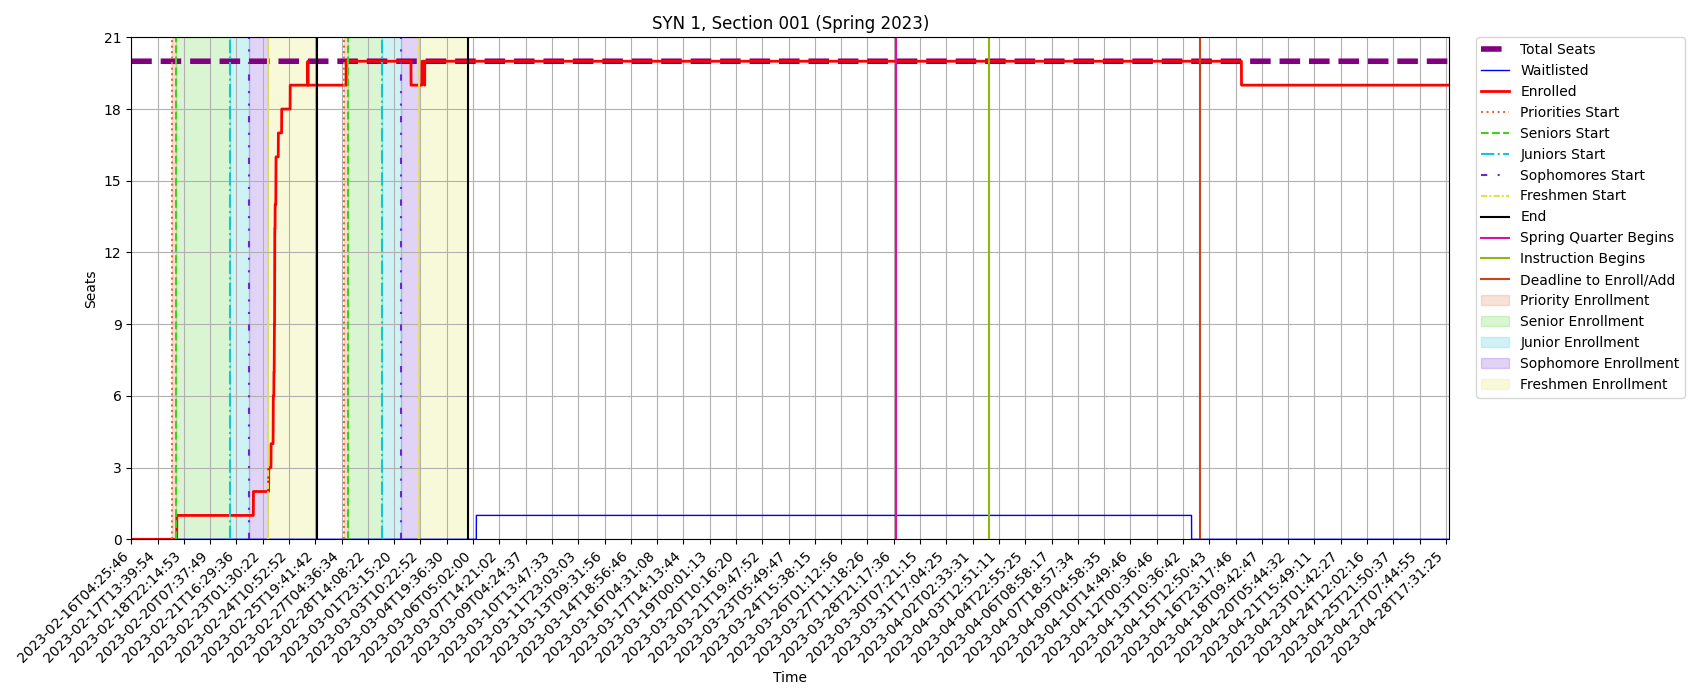 SYN 1, Section 001 (Spring 2023)
Seats
21
18
15
12
9
6
3
0
2023-02-16T04:25:46
2023-02-17T13:39:54
2023-02-18T22:14:53
2023-02-20T07:37:49
2023-02-21T16:29:36
2023-02-23T01:30:22
2023-02-24T10:52:52
2023-02-25T19:41:42
2023-02-27T04:36:34
2023-02-28T14:08:22
2023-03-01T23:15:20
2023-03-03T10:22:52
2023-03-04T19:36:30
2023-03-06T05:02:00
2023-03-07T14:21:02
2023-03-09T04:24:37
2023-03-10T13:47:33
2023-03-11T23:03:03
2023-03-13T09:31:56
2023-03-14T18:56:46
2023-03-16T04:31:08
2023-03-17T14:13:44
2023-03-19T00:01:13
2023-03-20T10:16:20
2023-03-21T19:47:52
2023-03-23T05:49:47
2023-03-24T15:38:15
2023-03-26T01:12:56
2023-03-27T11:18:26
2023-03-28T21:17:36
2023-03-30T07:21:15
2023-03-31T17:04:25
2023-04-02T02:33:31
2023-04-03T12:51:11
2023-04-04T22:55:25
2023-04-06T08:58:17
2023-04-07T18:57:34
2023-04-09T04:58:35
2023-04-10T14:49:46
2023-04-12T00:36:46
2023-04-13T10:36:42
2023-04-15T12:50:43
2023-04-16T23:17:46
2023-04-18T09:42:47
2023-04-20T05:44:32
2023-04-21T15:49:11
2023-04-23T01:42:27
2023-04-24T12:02:16
2023-04-25T21:50:37
2023-04-27T07:44:55
2023-04-28T17:31:25
Time
Total Seats
Waitlisted
Enrolled
Priorities Start
Seniors Start
Juniors Start
Sophomores Start
Freshmen Start
End
Spring Quarter Begins
Instruction Begins
Deadline to Enroll/Add
Priority Enrollment
Senior Enrollment
Junior Enrollment
Sophomore Enrollment
Freshmen Enrollment